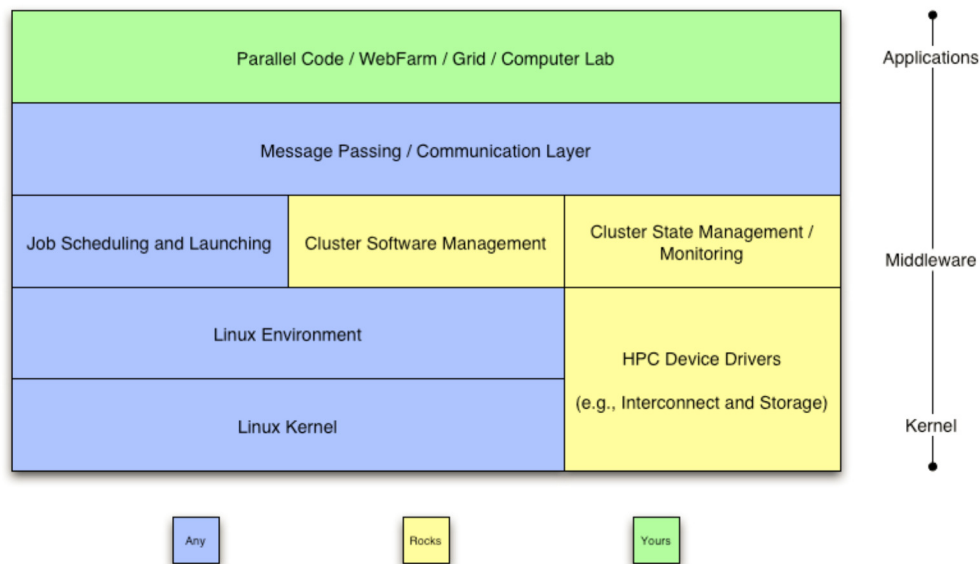 Parallel Code / WebFarm / Grid / Computer Lab
Applications
Message Passing / Communication Layer
Job Scheduling and Launching
Cluster Software Management
Cluster State Management /
Monitoring
Middleware
Linux Environment
HPC Device Drivers
(e.g., Interconnect and Storage)
Linux Kernel
Kernel
Any
Rocks
Yours